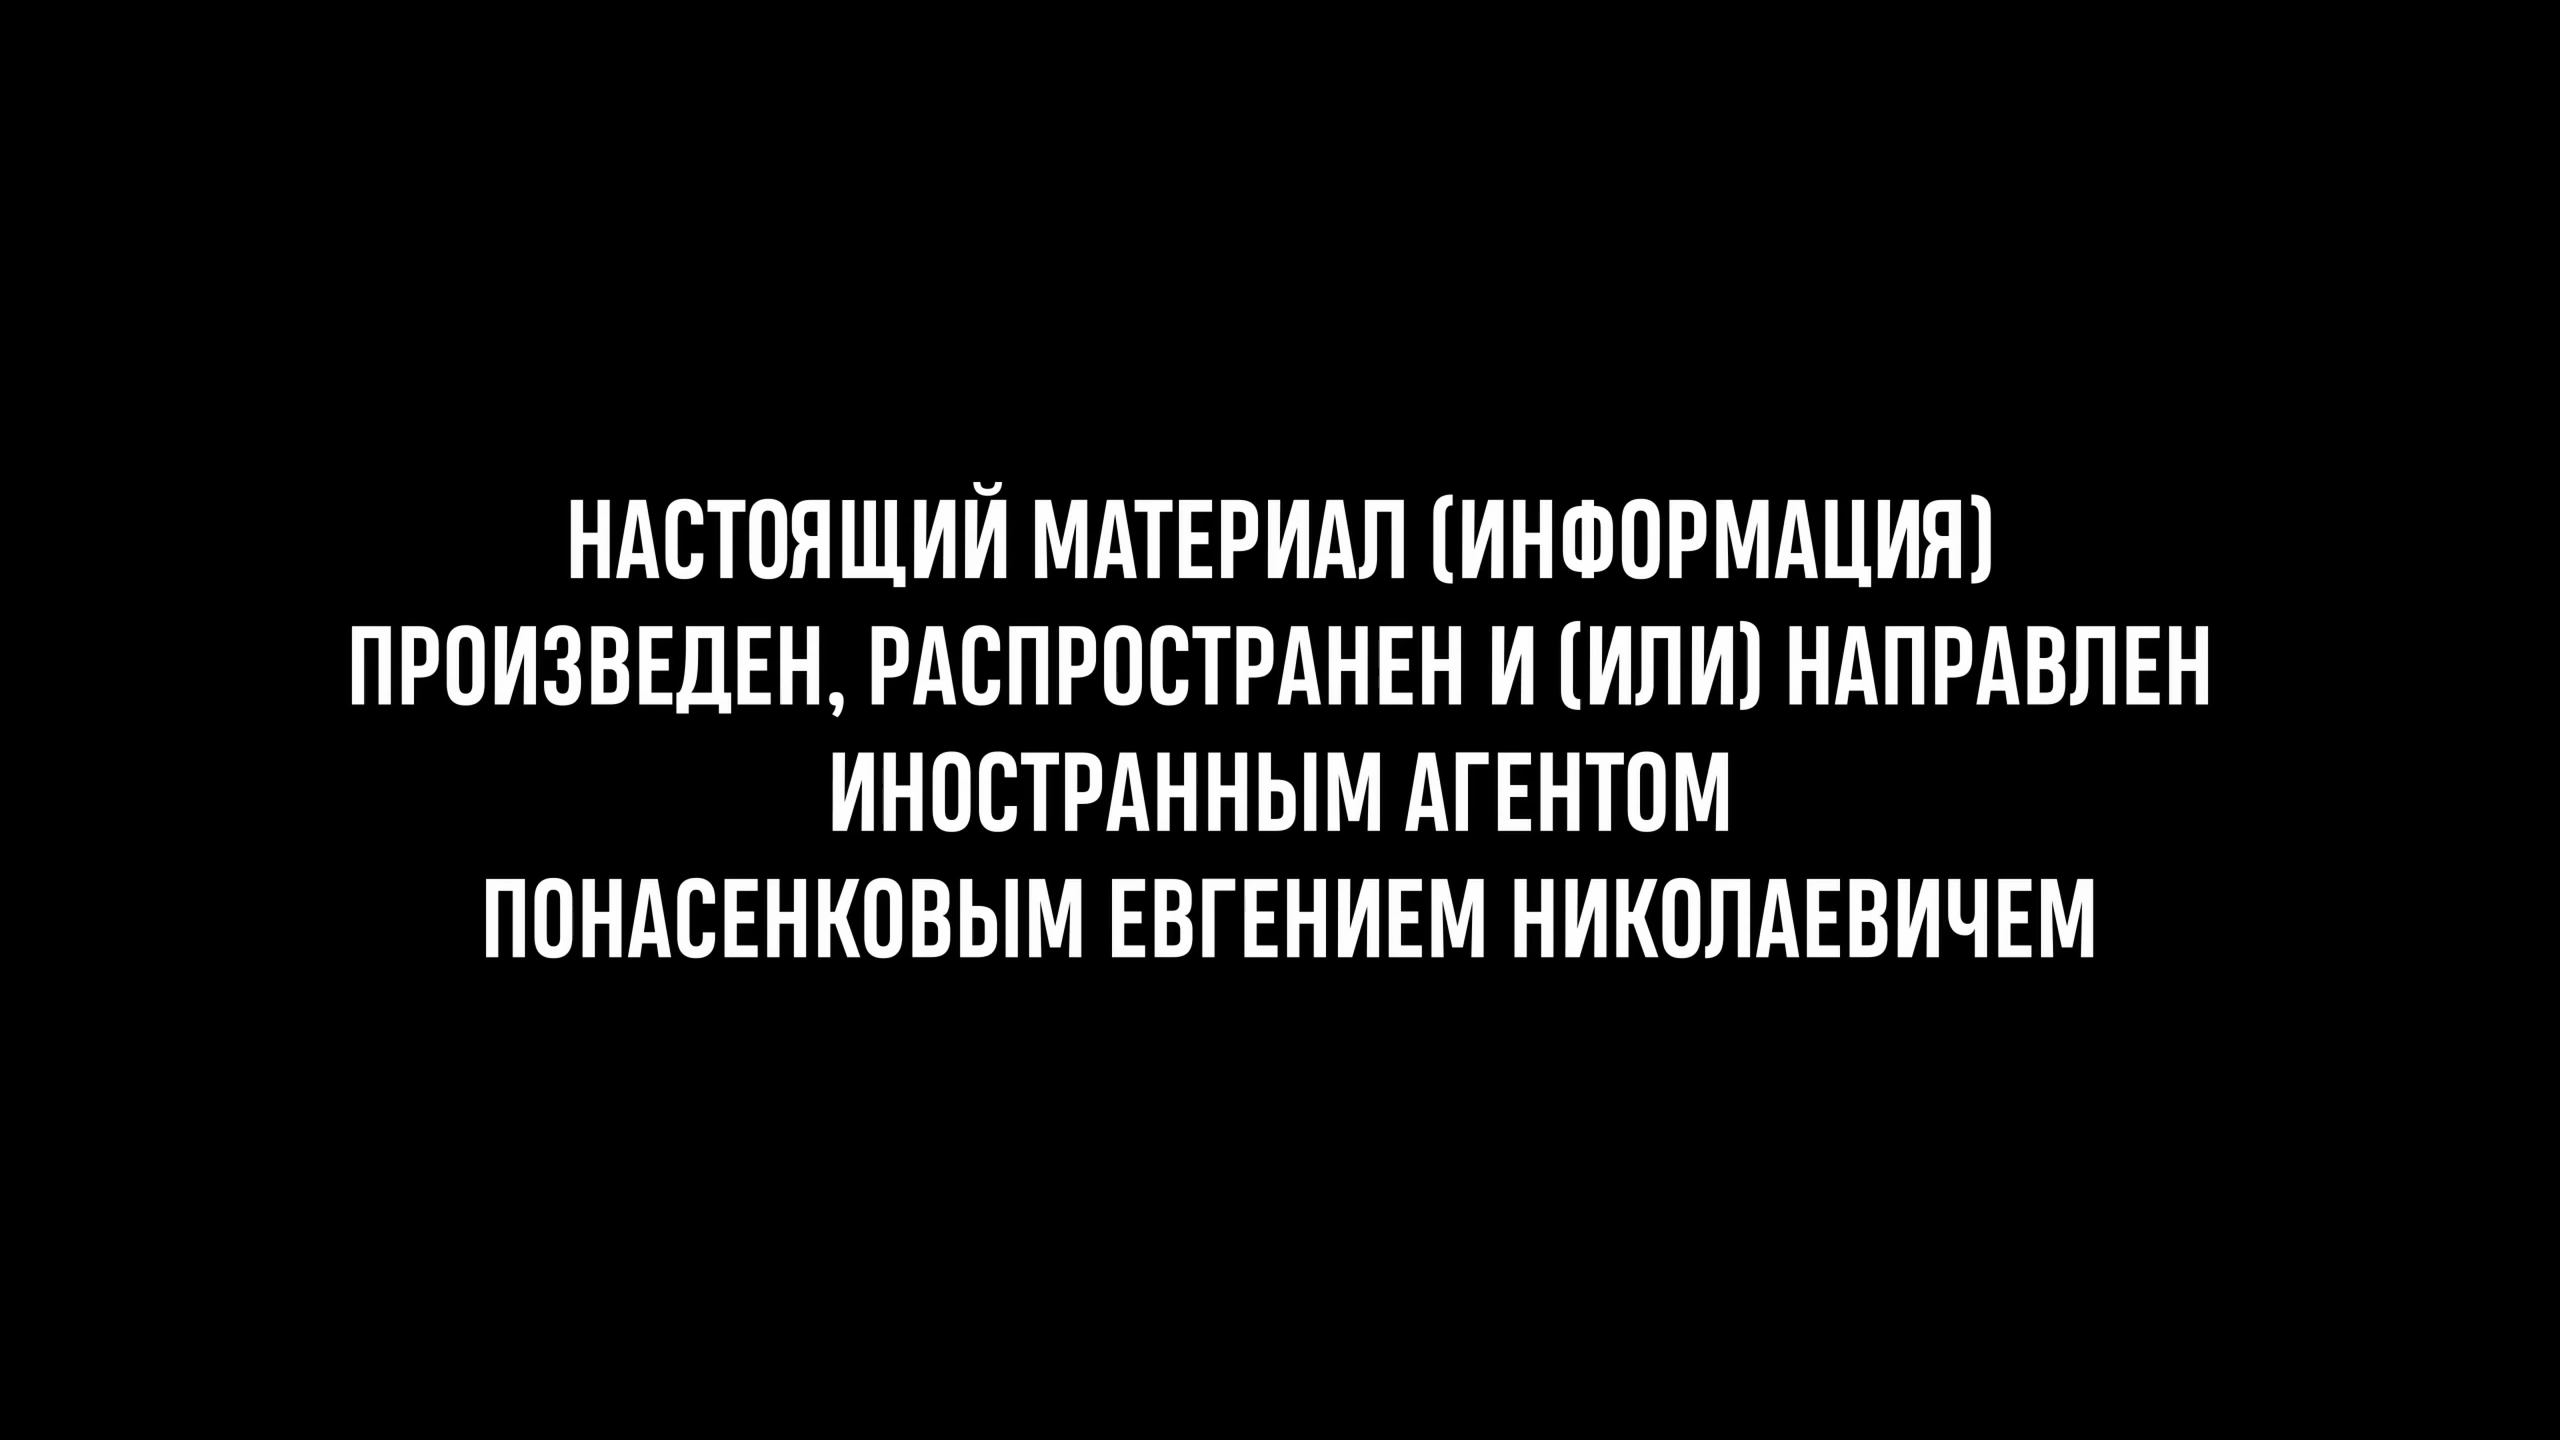 НАСТОЯЩИЙ МАТЕРИАЛ (ИНФОРМАЦИЯ)
ПРОИЗВЕДЕН, РАСПРОСТРАНЕН И (ИЛИ) НАПРАВЛЕН
ИНОСТРАННЫМ АГЕНТОМ
ПОНАСЕНКОВЫМ ЕВГЕНИЕМ НИКОЛАЕВИЧЕМ